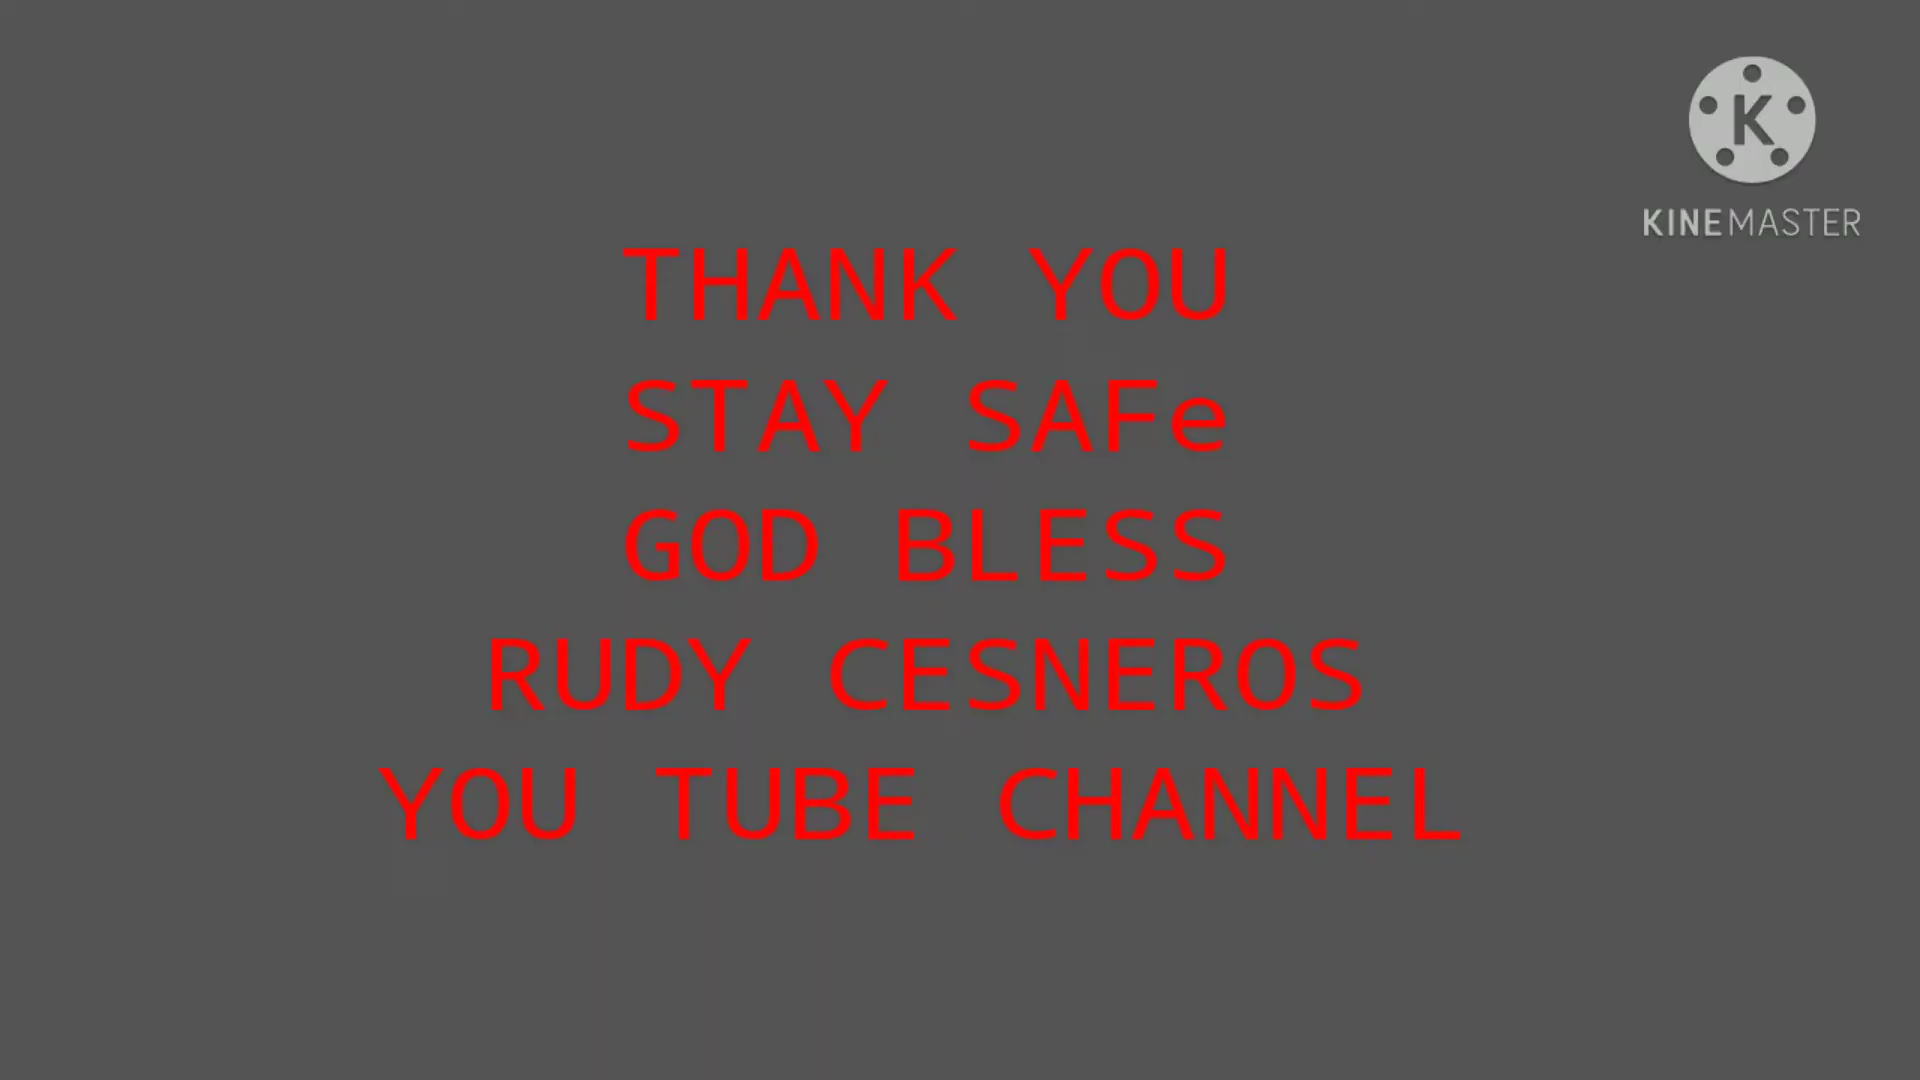 K
KINEMASTER
THANK YOU
STAY SAFe
GOD BLESS
RUDY CESNEROS
YOU TUBE CHANNEL